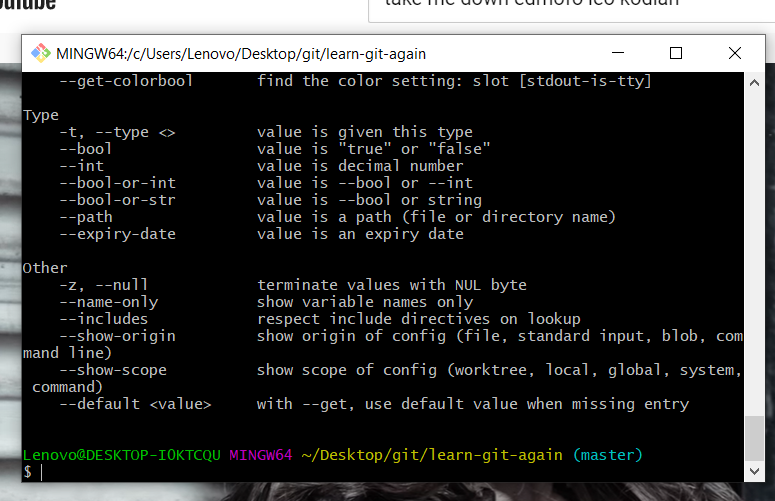 take me down edmofo leo kodian
MINGW64:/c/Users/Lenovo/Desktop/git/learn-git-again
--get-colorbool find the color setting: slot [stdout-is-tty]
Type
-t, --type <> value is given this type
--bool value is "true" or "false"
--int value is decimal number
--bool-or-int value is --bool or --int
--bool-or-str value is --bool or string
--path value is a path (file or directory name)
--expiry-date value is an expiry date
Other
-z, --null terminate values with NUL byte
--name-only show variable names only
--includes respect include directives on lookup
--show-origin show origin of config (file, standard input, blob, com
mand line)
--show-scope show scope of config (worktree, local, global, system,
command)
--default <value> with --get, use default value when missing entry
Lenovo@DESKTOP-IOKTCQU MINGW64 ~/Desktop/git/learn-git-again (master)
$